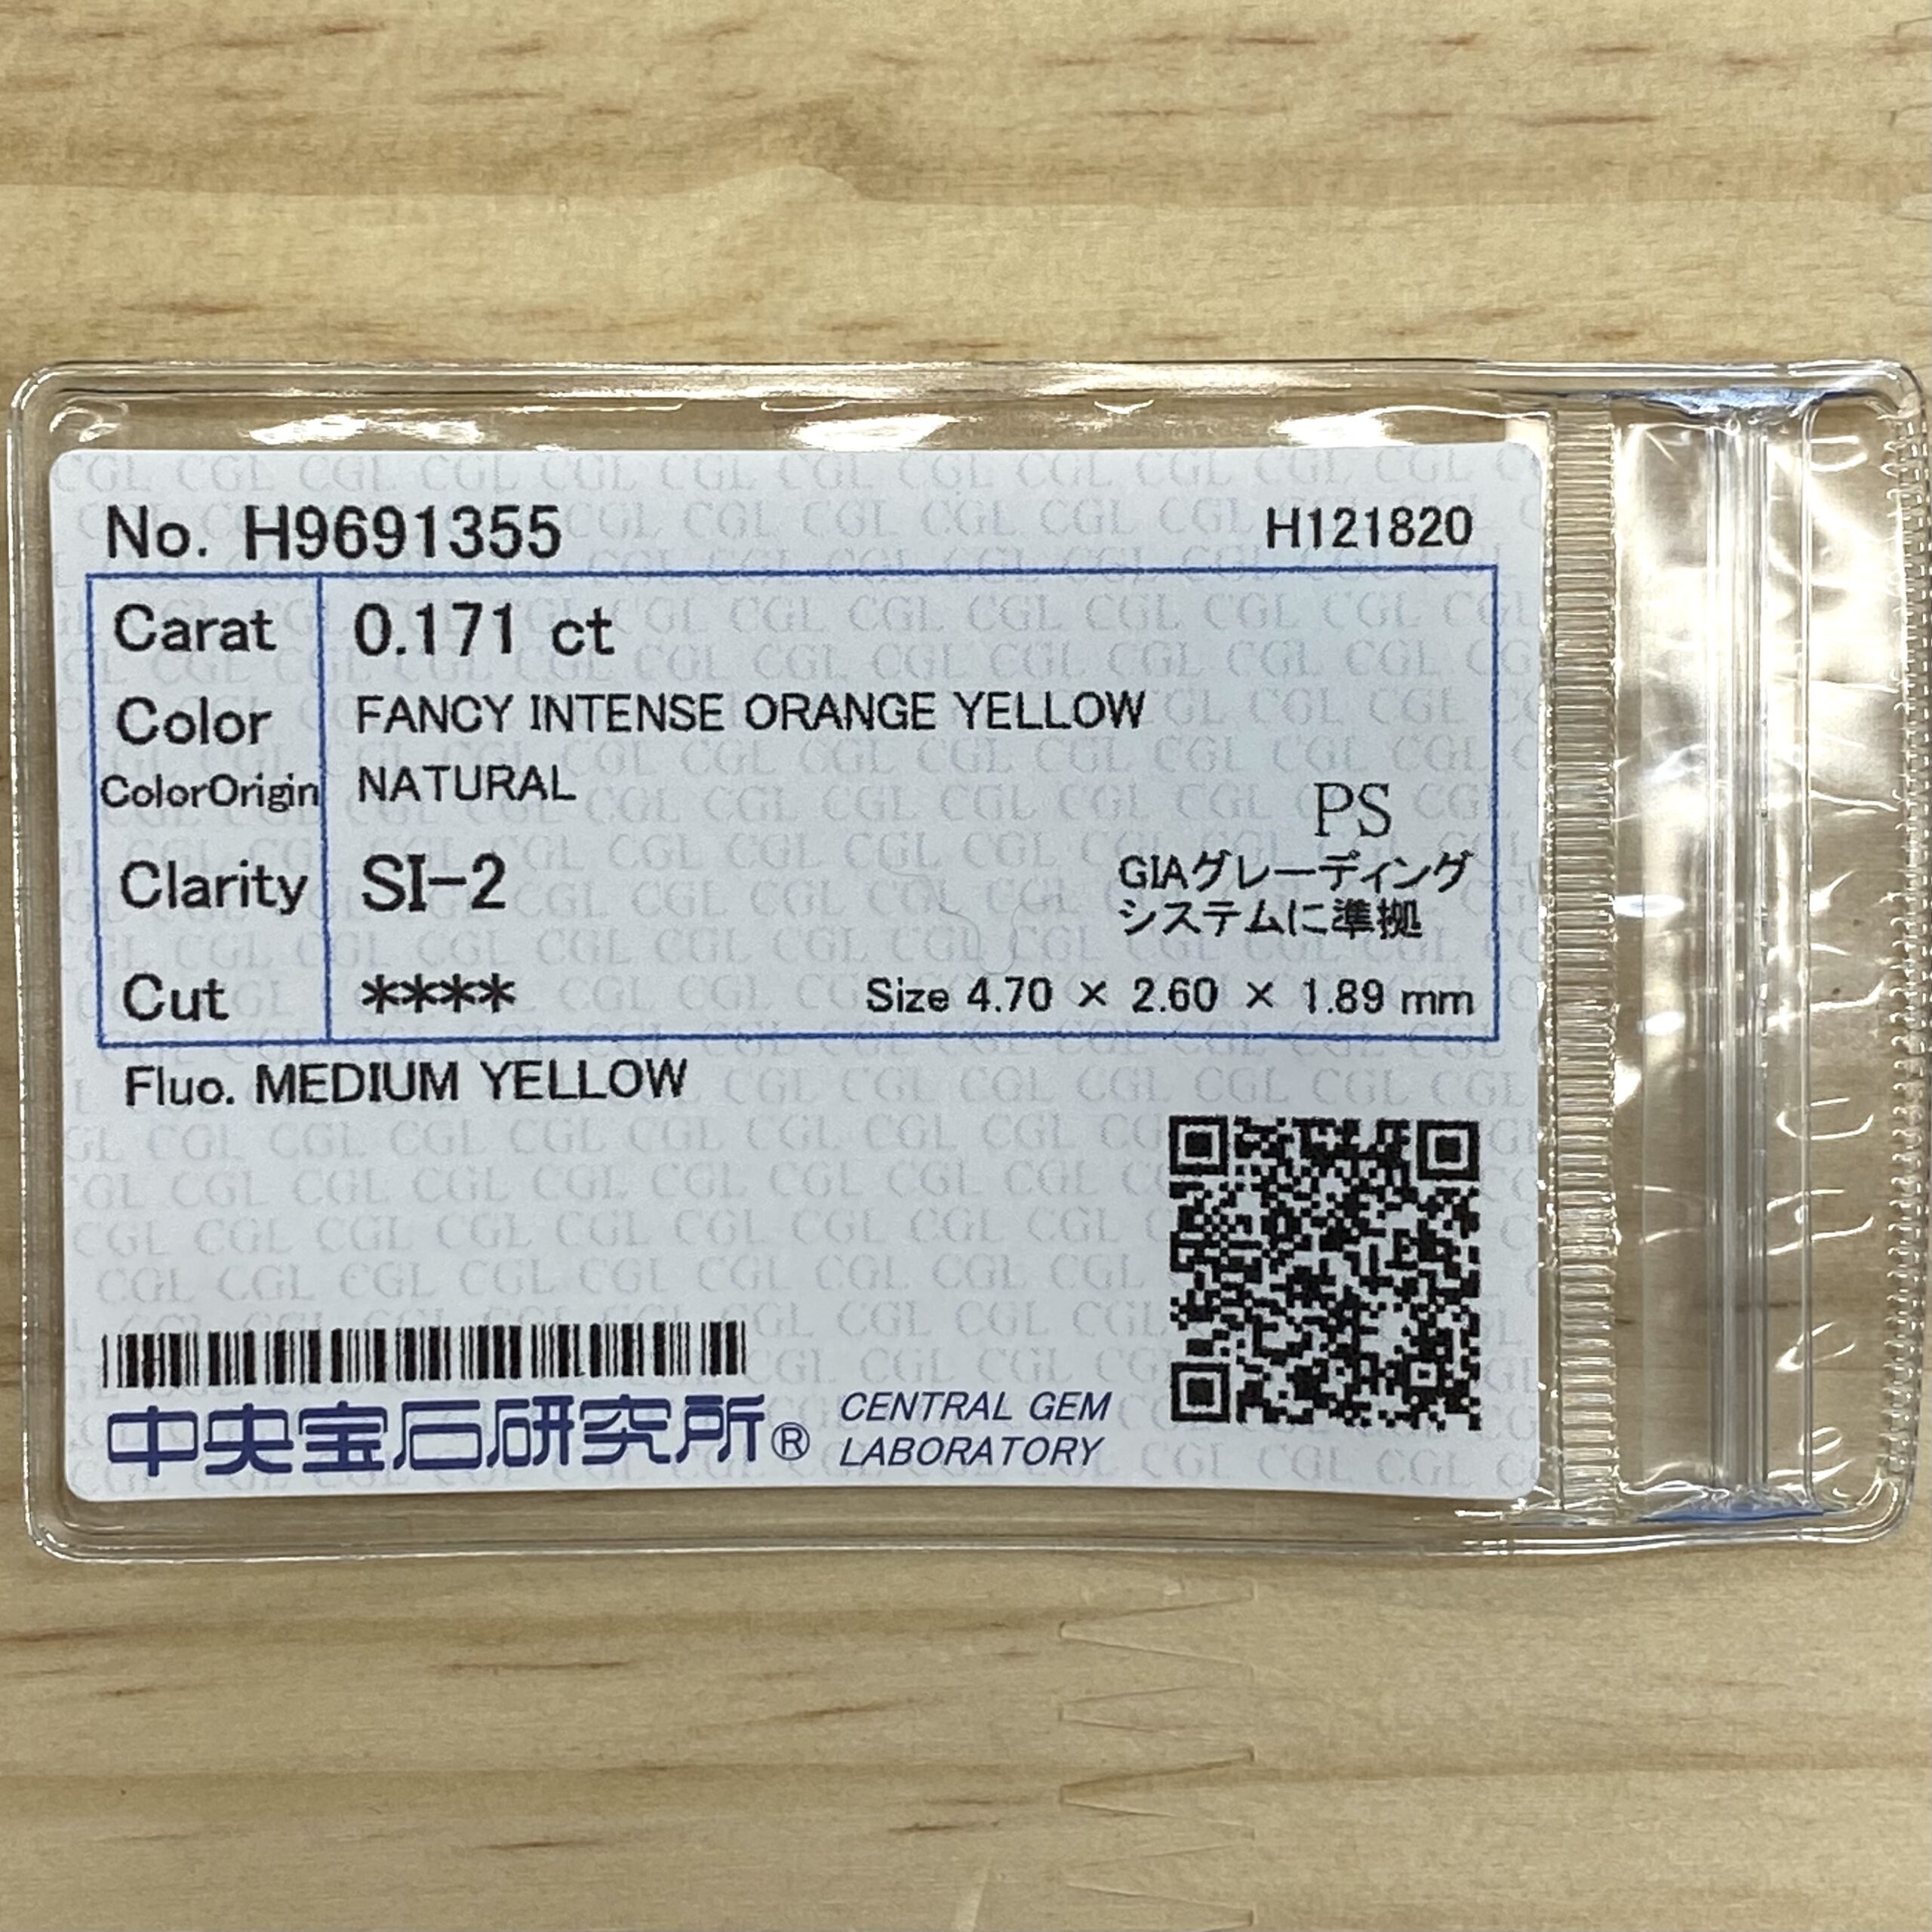 No. H9691355 H121820
Carat 0.171 ct
Color FANCY INTENSE ORANGE YELLOW
ColorOrigin NATURAL
PS
Clarity SI-2
GIAグレーディング
システムに準拠
Cut **** Size 4.70 × 2.60 × 1.89 mm
Fluo. MEDIUM YELLOW
中央宝石研究所® CENTRAL GEM
LABORATORY